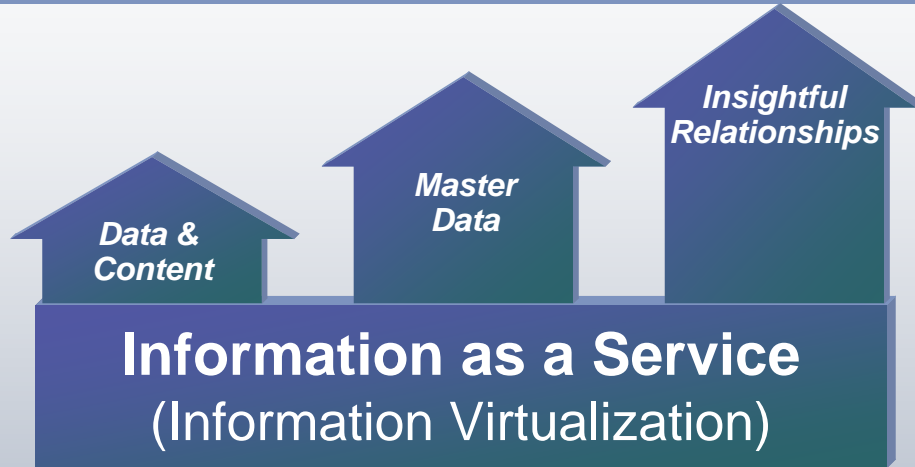 Data &
Content
Master
Data
Insightful
Relationships
Information as a Service
(Information Virtualization)